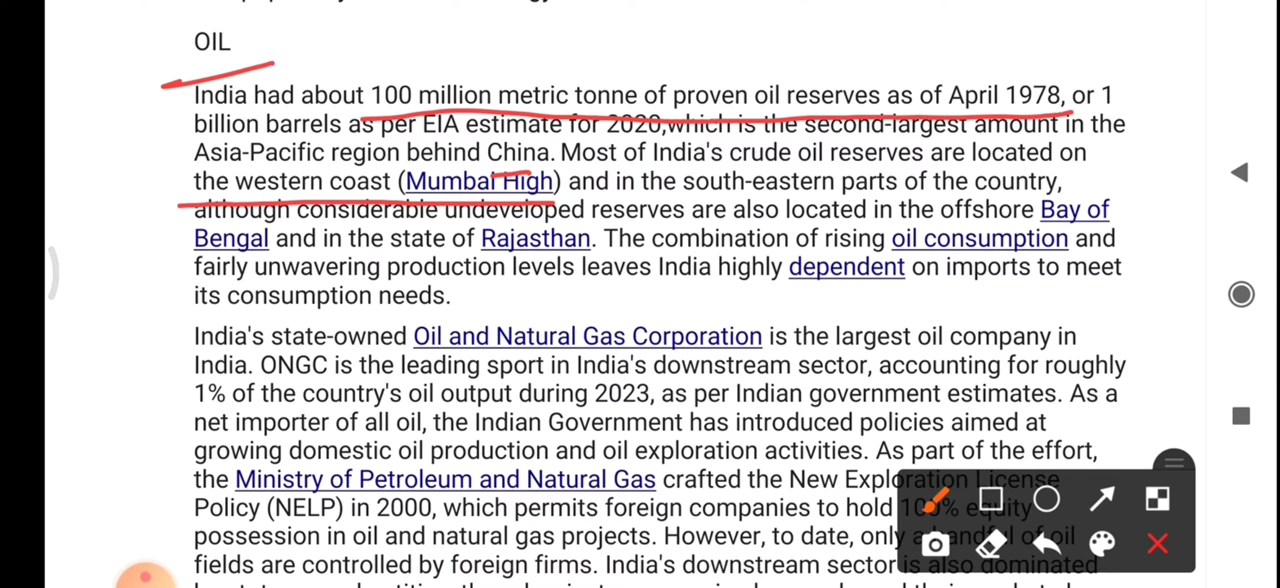 OIL
India had about 100 million metric tonne of proven oil reserves as of April 1978, or 1
billion barrels as per EIA estimate for 2020,which is the second-largest amount in the
Asia-Pacific region behind China. Most of India's crude oil reserves are located on
the western coast (Mumbai High) and in the south-eastern parts of the country,
although considerable undeveloped reserves are also located in the offshore Bay of
Bengal and in the state of Rajasthan. The combination of rising oil consumption and
fairly unwavering production levels leaves India highly dependent on imports to meet
its consumption needs.
India's state-owned Oil and Natural Gas Corporation is the largest oil company in
India. ONGC is the leading sport in India's downstream sector, accounting for roughly
1% of the country's oil output during 2023, as per Indian government estimates. As a
net importer of all oil, the Indian Government has introduced policies aimed at
growing domestic oil production and oil exploration activities. As part of the effort,
the Ministry of Petroleum and Natural Gas crafted the New Exploration License
Policy (NELP) in 2000, which permits foreign companies to hold 100% equity
possession in oil and natural gas projects. However, to date, only a handful of oil
fields are controlled by foreign firms. India's downstream sector is also dominated